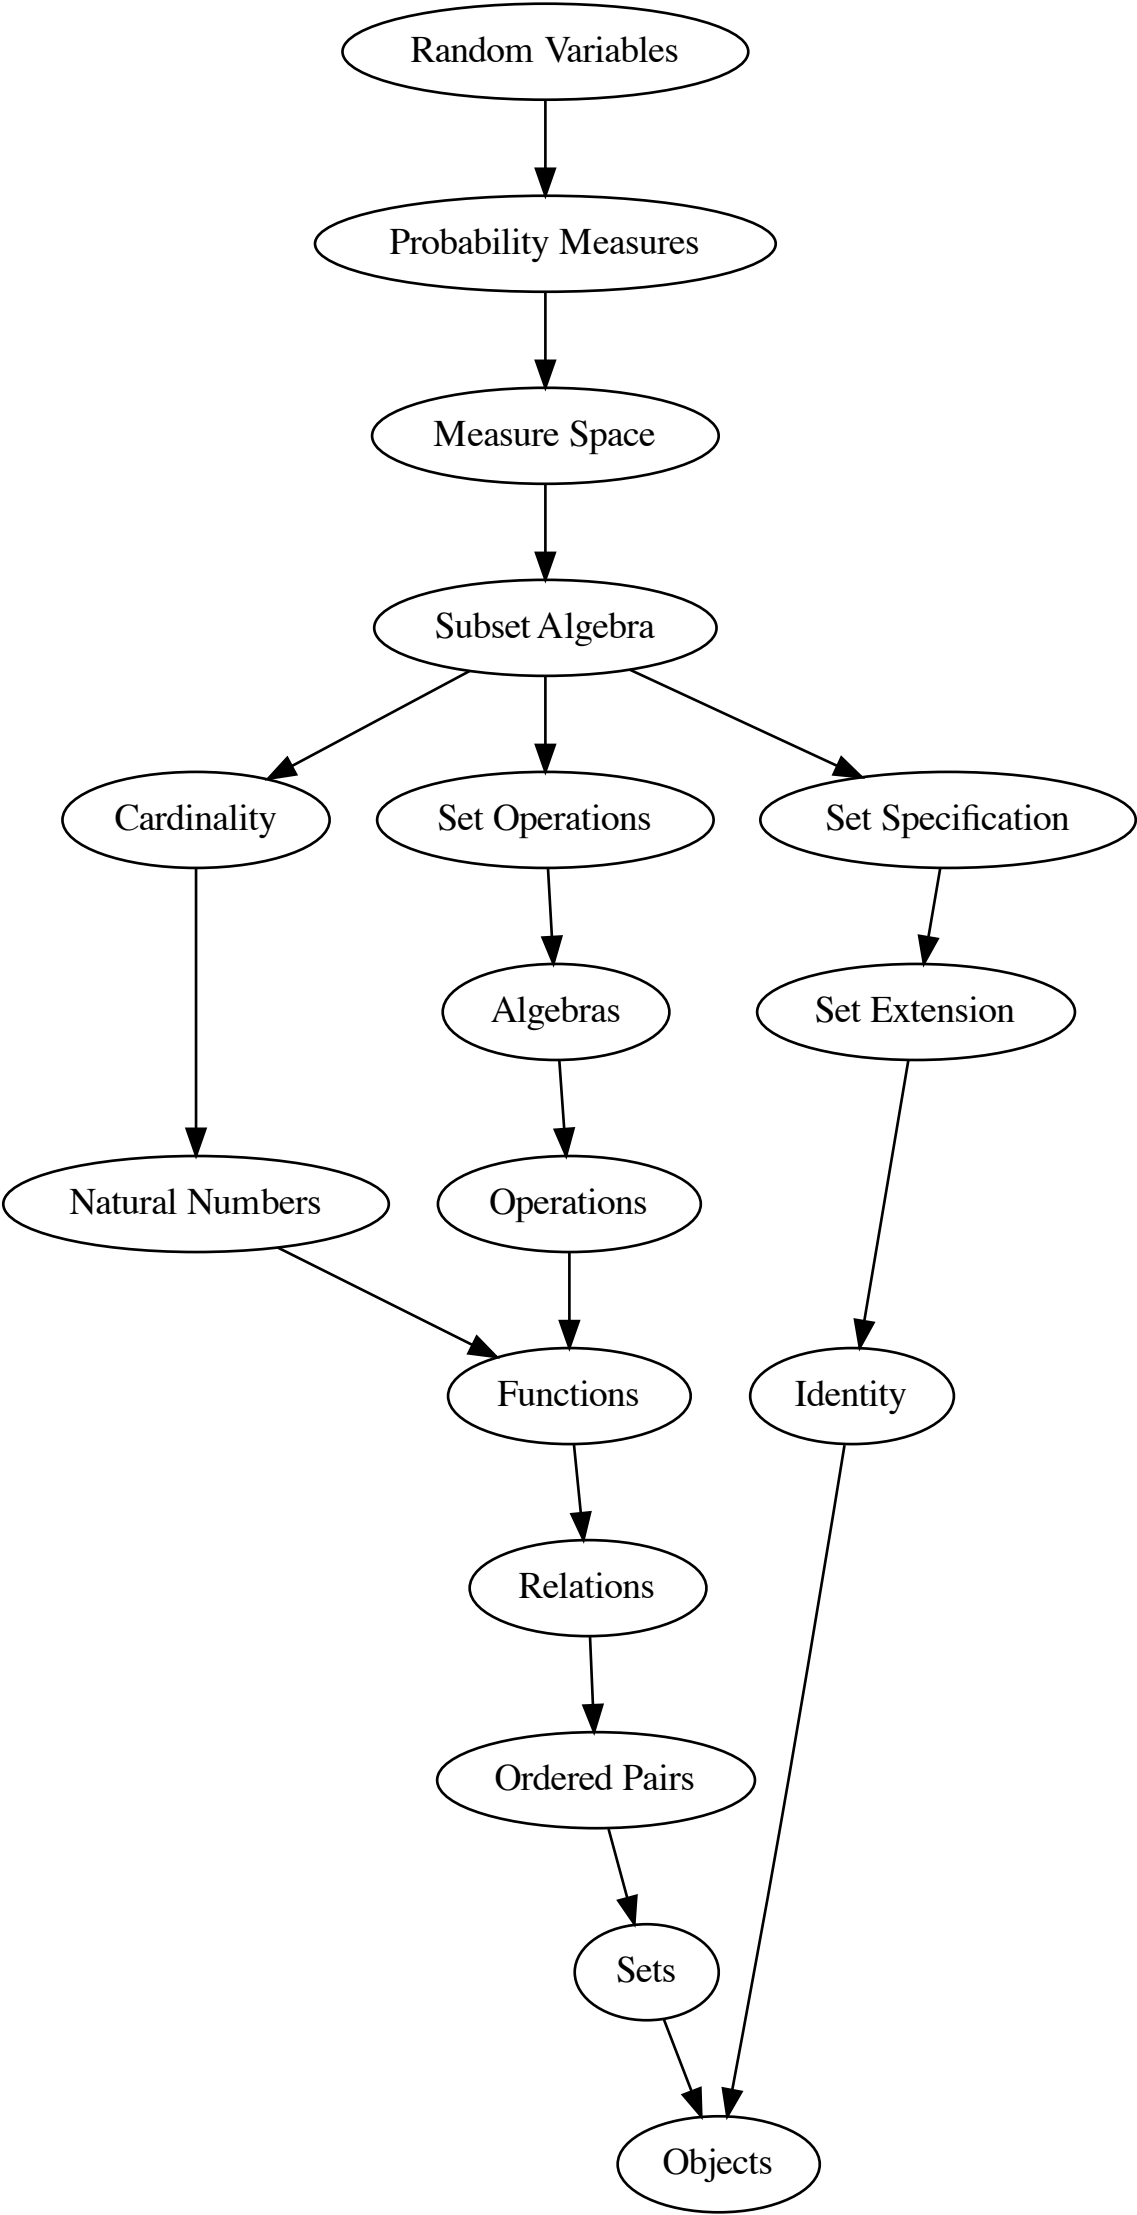 Random Variables
Probability Measures
Measure Space
Subset Algebra
Cardinality
Set Operations
Set Specification
Algebras
Set Extension
Natural Numbers
Operations
Functions
Identity
Relations
Ordered Pairs
Sets
Objects